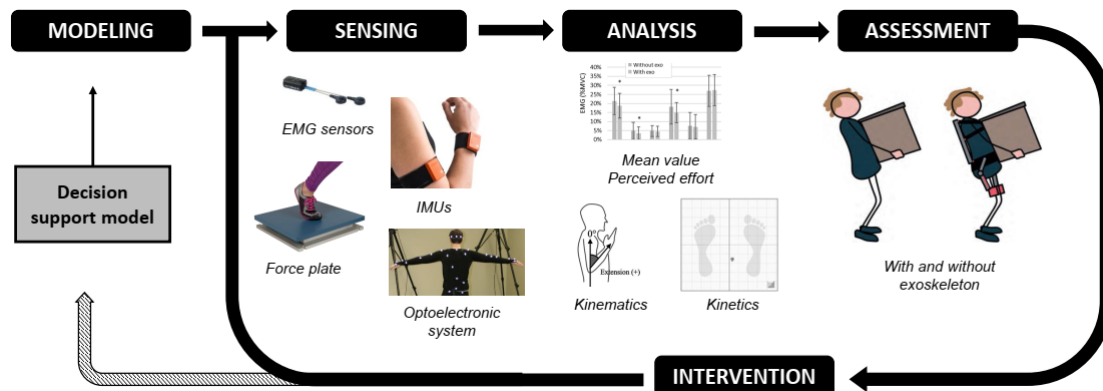 MODELING
SENSING
ANALYSIS
ASSESSMENT
Decision
support model
EMG sensors
IMUs
Force plate
Optoelectronic
system
EMG (%MVC)
40%
35%
30%
25%
20%
15%
10%
5%
0%
Without exo
With exo
*
*
*
Mean value
Perceived effort
0°
Extension (+)
Kinematics
Kinetics
With and without
exoskeleton
INTERVENTION